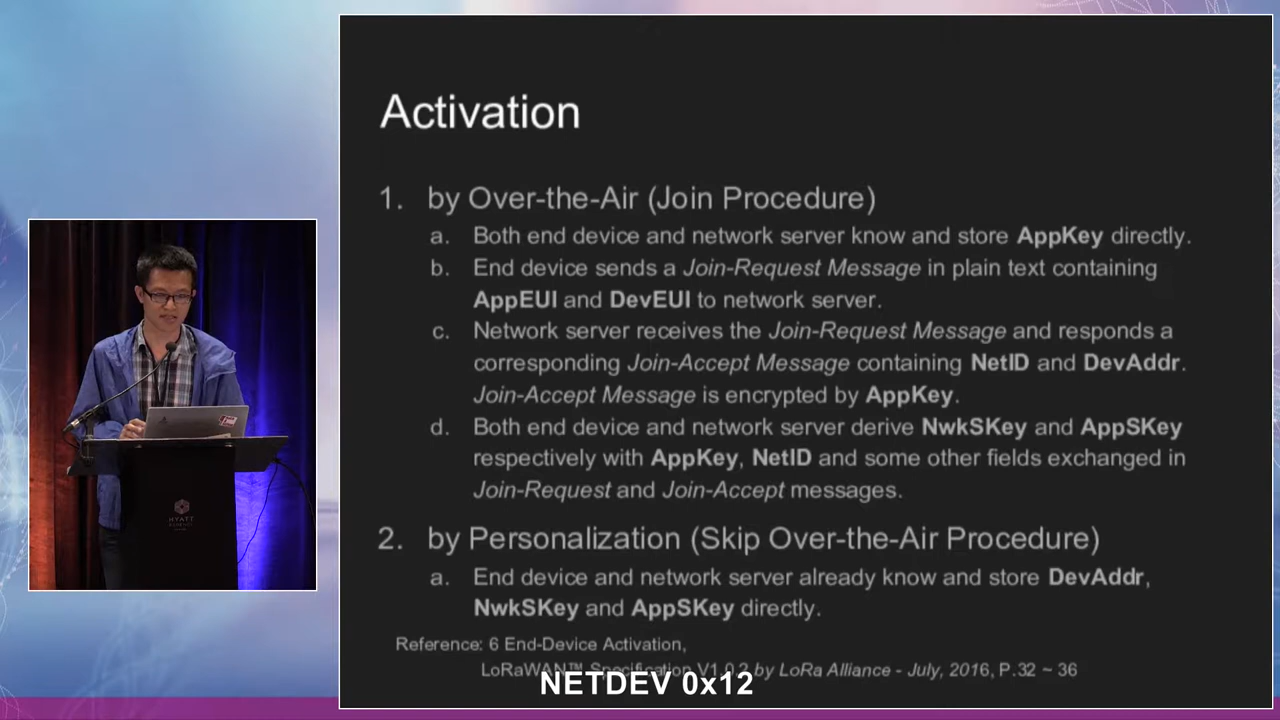 Activation
1. by Over-the-Air (Join Procedure)
a. Both end device and network server know and store AppKey directly.
b. End device sends a Join-Request Message in plain text containing
AppEUI and DevEUI to network server.
c. Network server receives the Join-Request Message and responds a
corresponding Join-Accept Message containing NetID and DevAddr.
Join-Accept Message is encrypted by AppKey.
d. Both end device and network server derive NwkSKey and AppSKey
respectively with AppKey, NetID and some other fields exchanged in
Join-Request and Join-Accept messages.
2. by Personalization (Skip Over-the-Air Procedure)
a. End device and network server already know and store DevAddr,
NwkSKey and AppSKey directly.
Reference: 6 End-Device Activation,
LoRaWAN™ Specification V1.0.2 by LoRa Alliance - July, 2016, P.32 ~ 36
NETDEV 0x12
HYATT